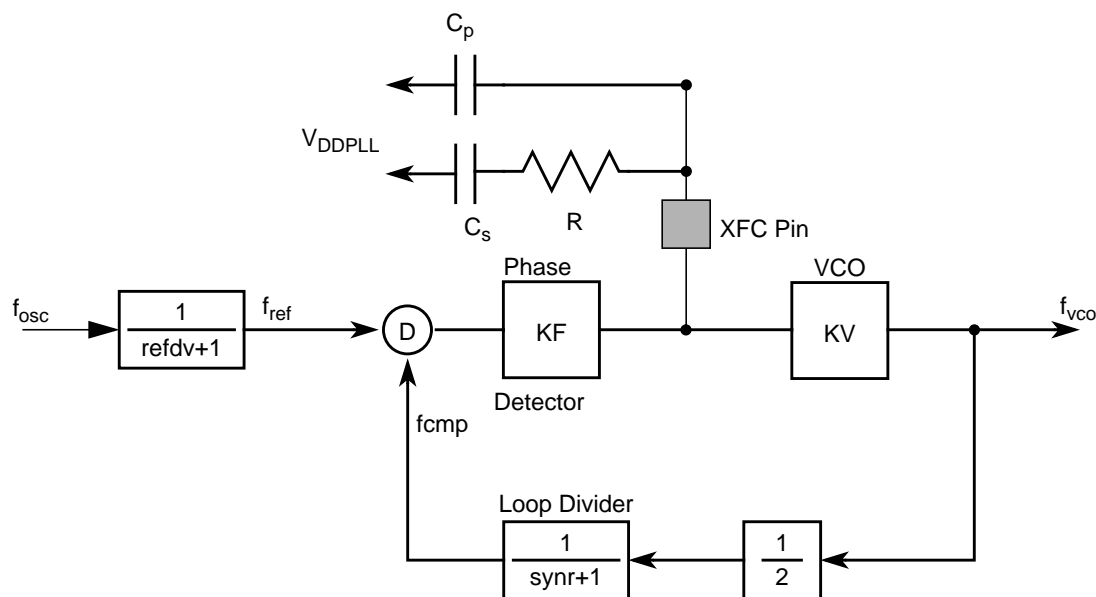 Cp
VDDPLL
Cs
R
XFC Pin
Phase
VCO
fosc
1
refdv+1
fref
D
KF
KV
fvco
Detector
fcmp
Loop Divider
1
synr+1
1
2